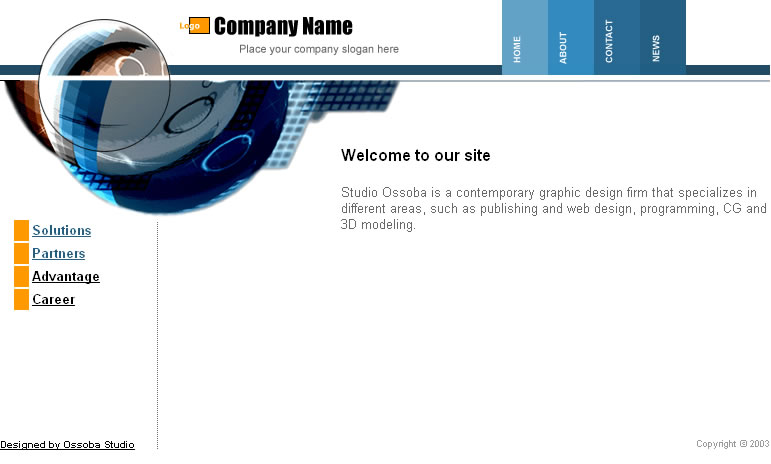 Logo
Company Name
Place your company slogan here
HOME
ABOUT
CONTACT
NEWS
Welcome to our site
Studio Ossoba is a contemporary graphic design firm that specializes in
different areas, such as publishing and web design, programming, CG and
3D modeling.
Solutions
Partners
Advantage
Career
Designed by Ossoba Studio
Copyright © 2003